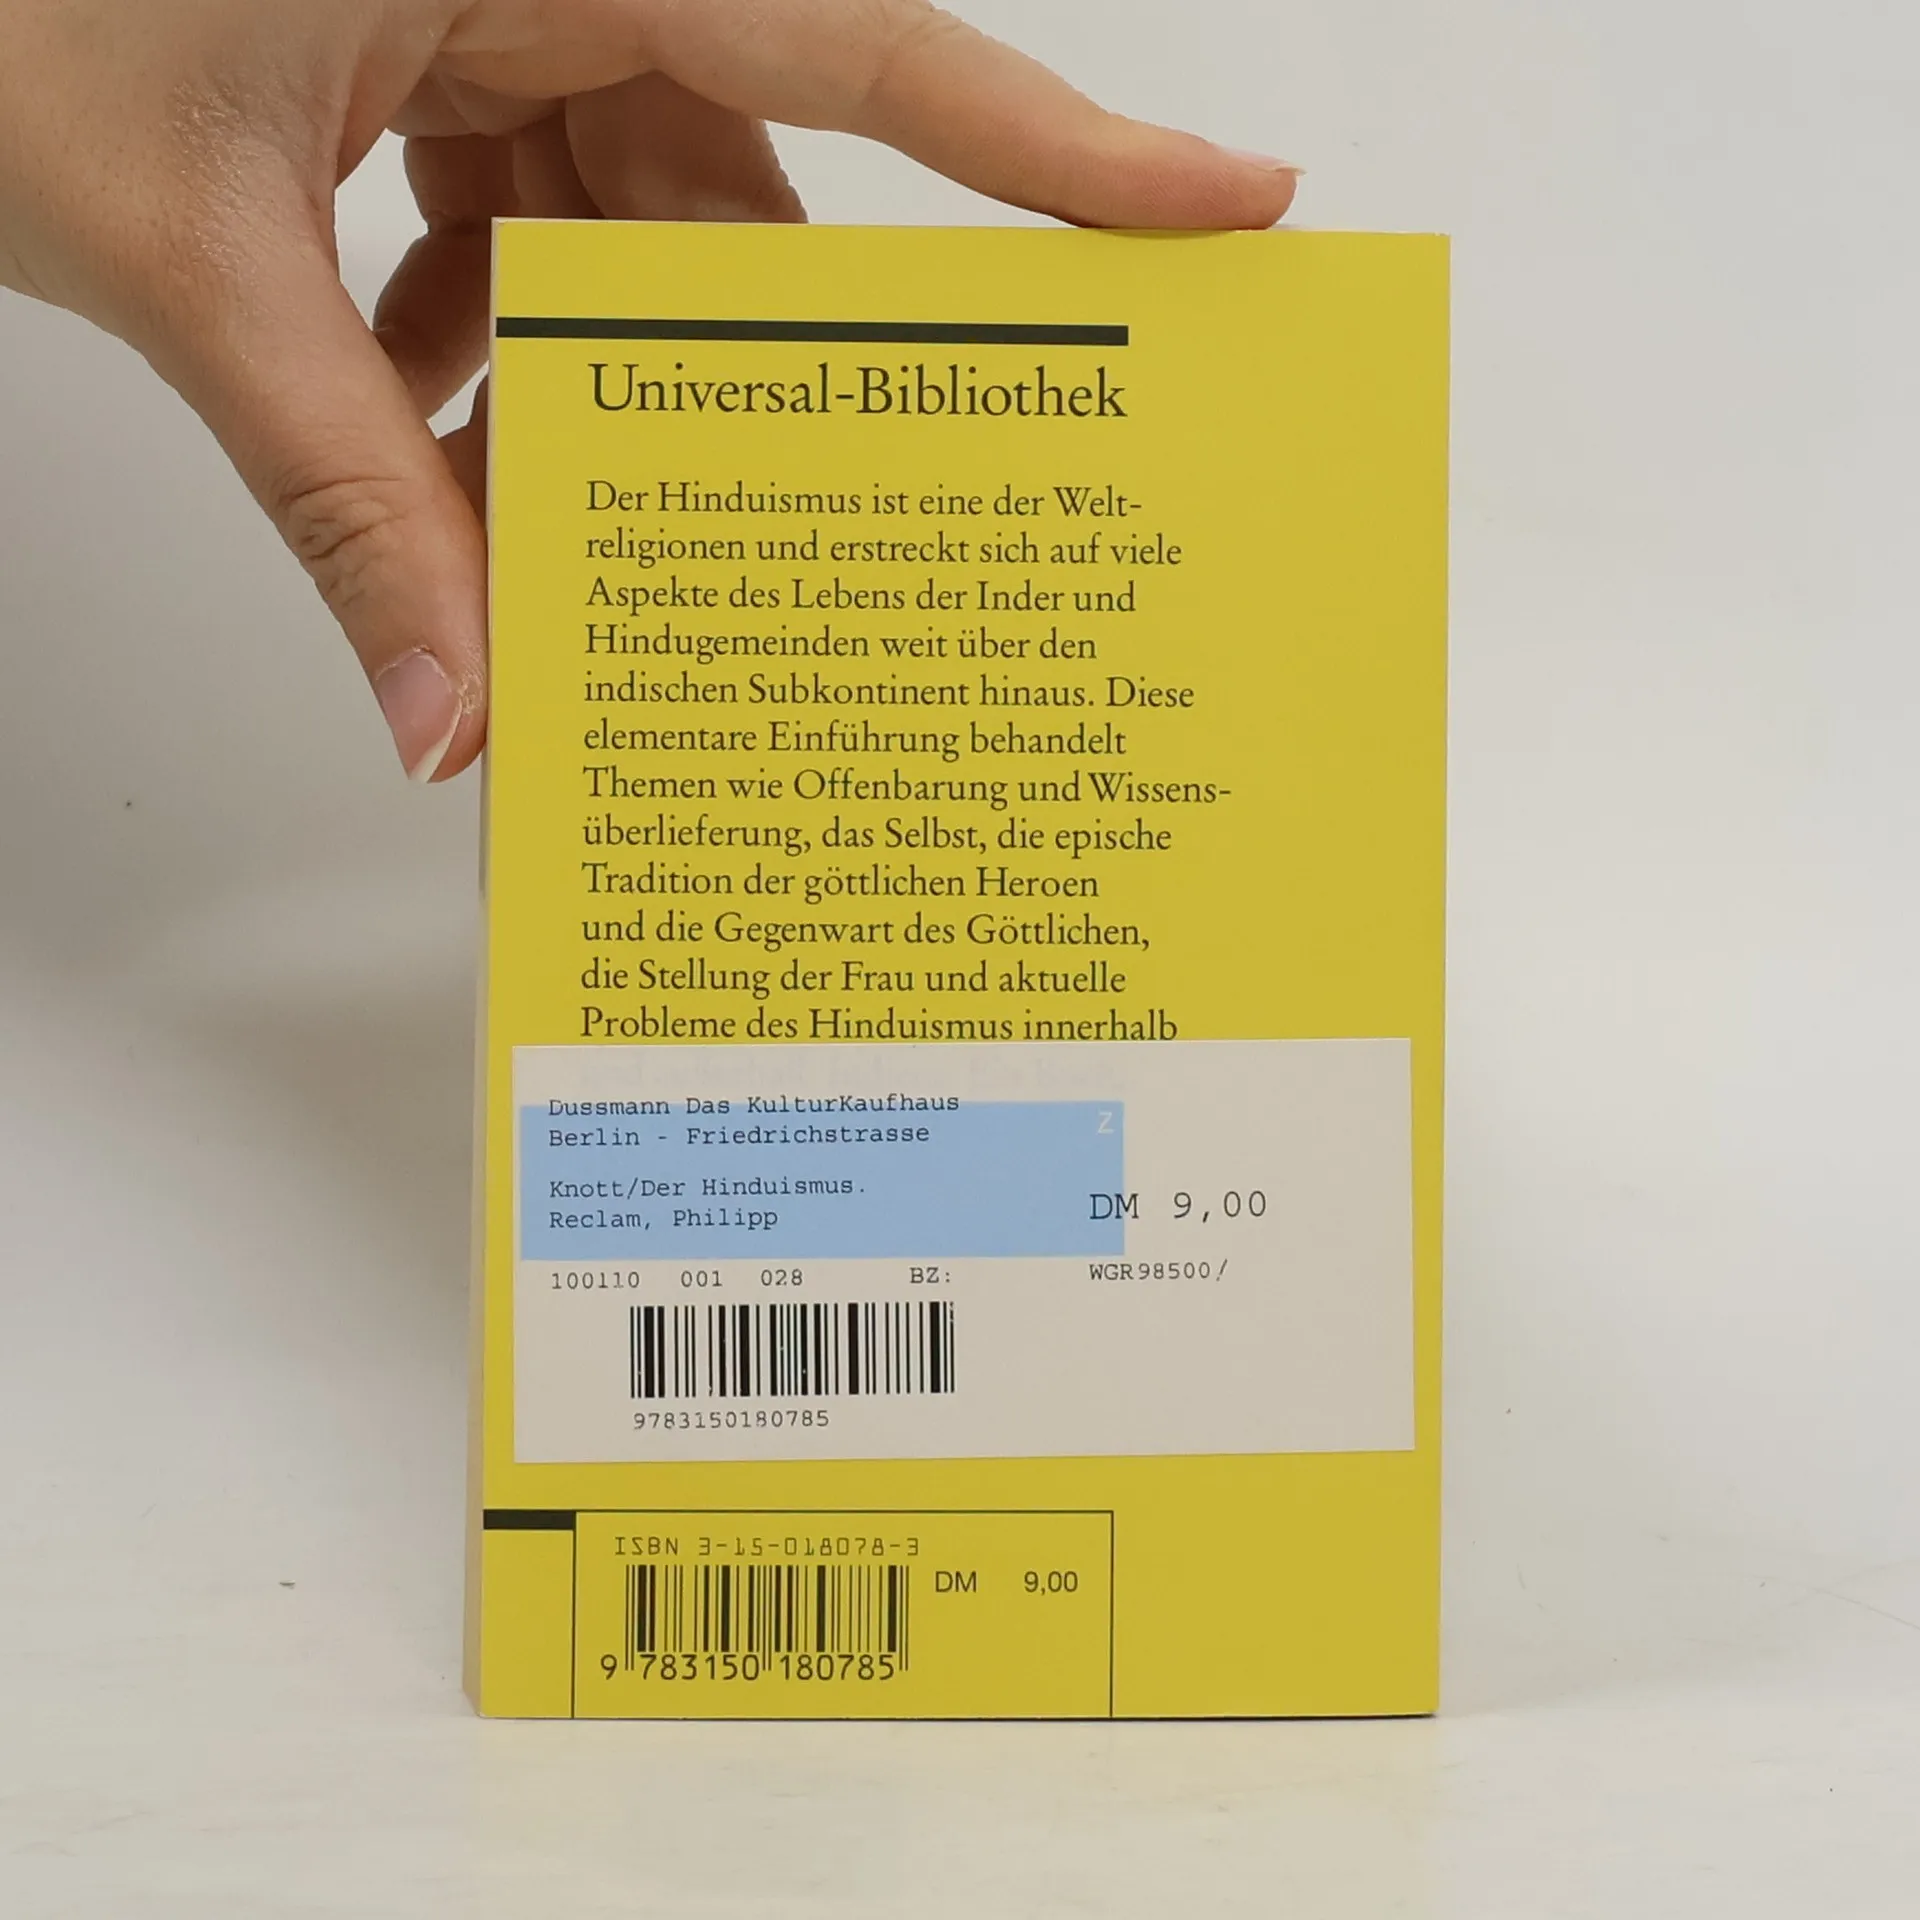 Universal-Bibliothek
Der Hinduismus ist eine der Welt-
religionen und erstreckt sich auf viele
Aspekte des Lebens der Inder und
Hindugemeinden weit über den
indischen Subkontinent hinaus. Diese
elementare Einführung behandelt
Themen wie Offenbarung und Wissens-
überlieferung, das Selbst, die epische
Tradition der göttlichen Heroen
und die Gegenwart des Göttlichen,
die Stellung der Frau und aktuelle
Probleme des Hinduismus innerhalb
Dussmann Das KulturKaufhaus
Z
Berlin - Friedrichstrasse
Knott/Der Hinduismus.
Reclam, Philipp
DM 9,00
100110 001 028 BZ: WGR98500/
9783150180785
ISBN 3-15-018078-3
DM 9,00
9 783150 180785